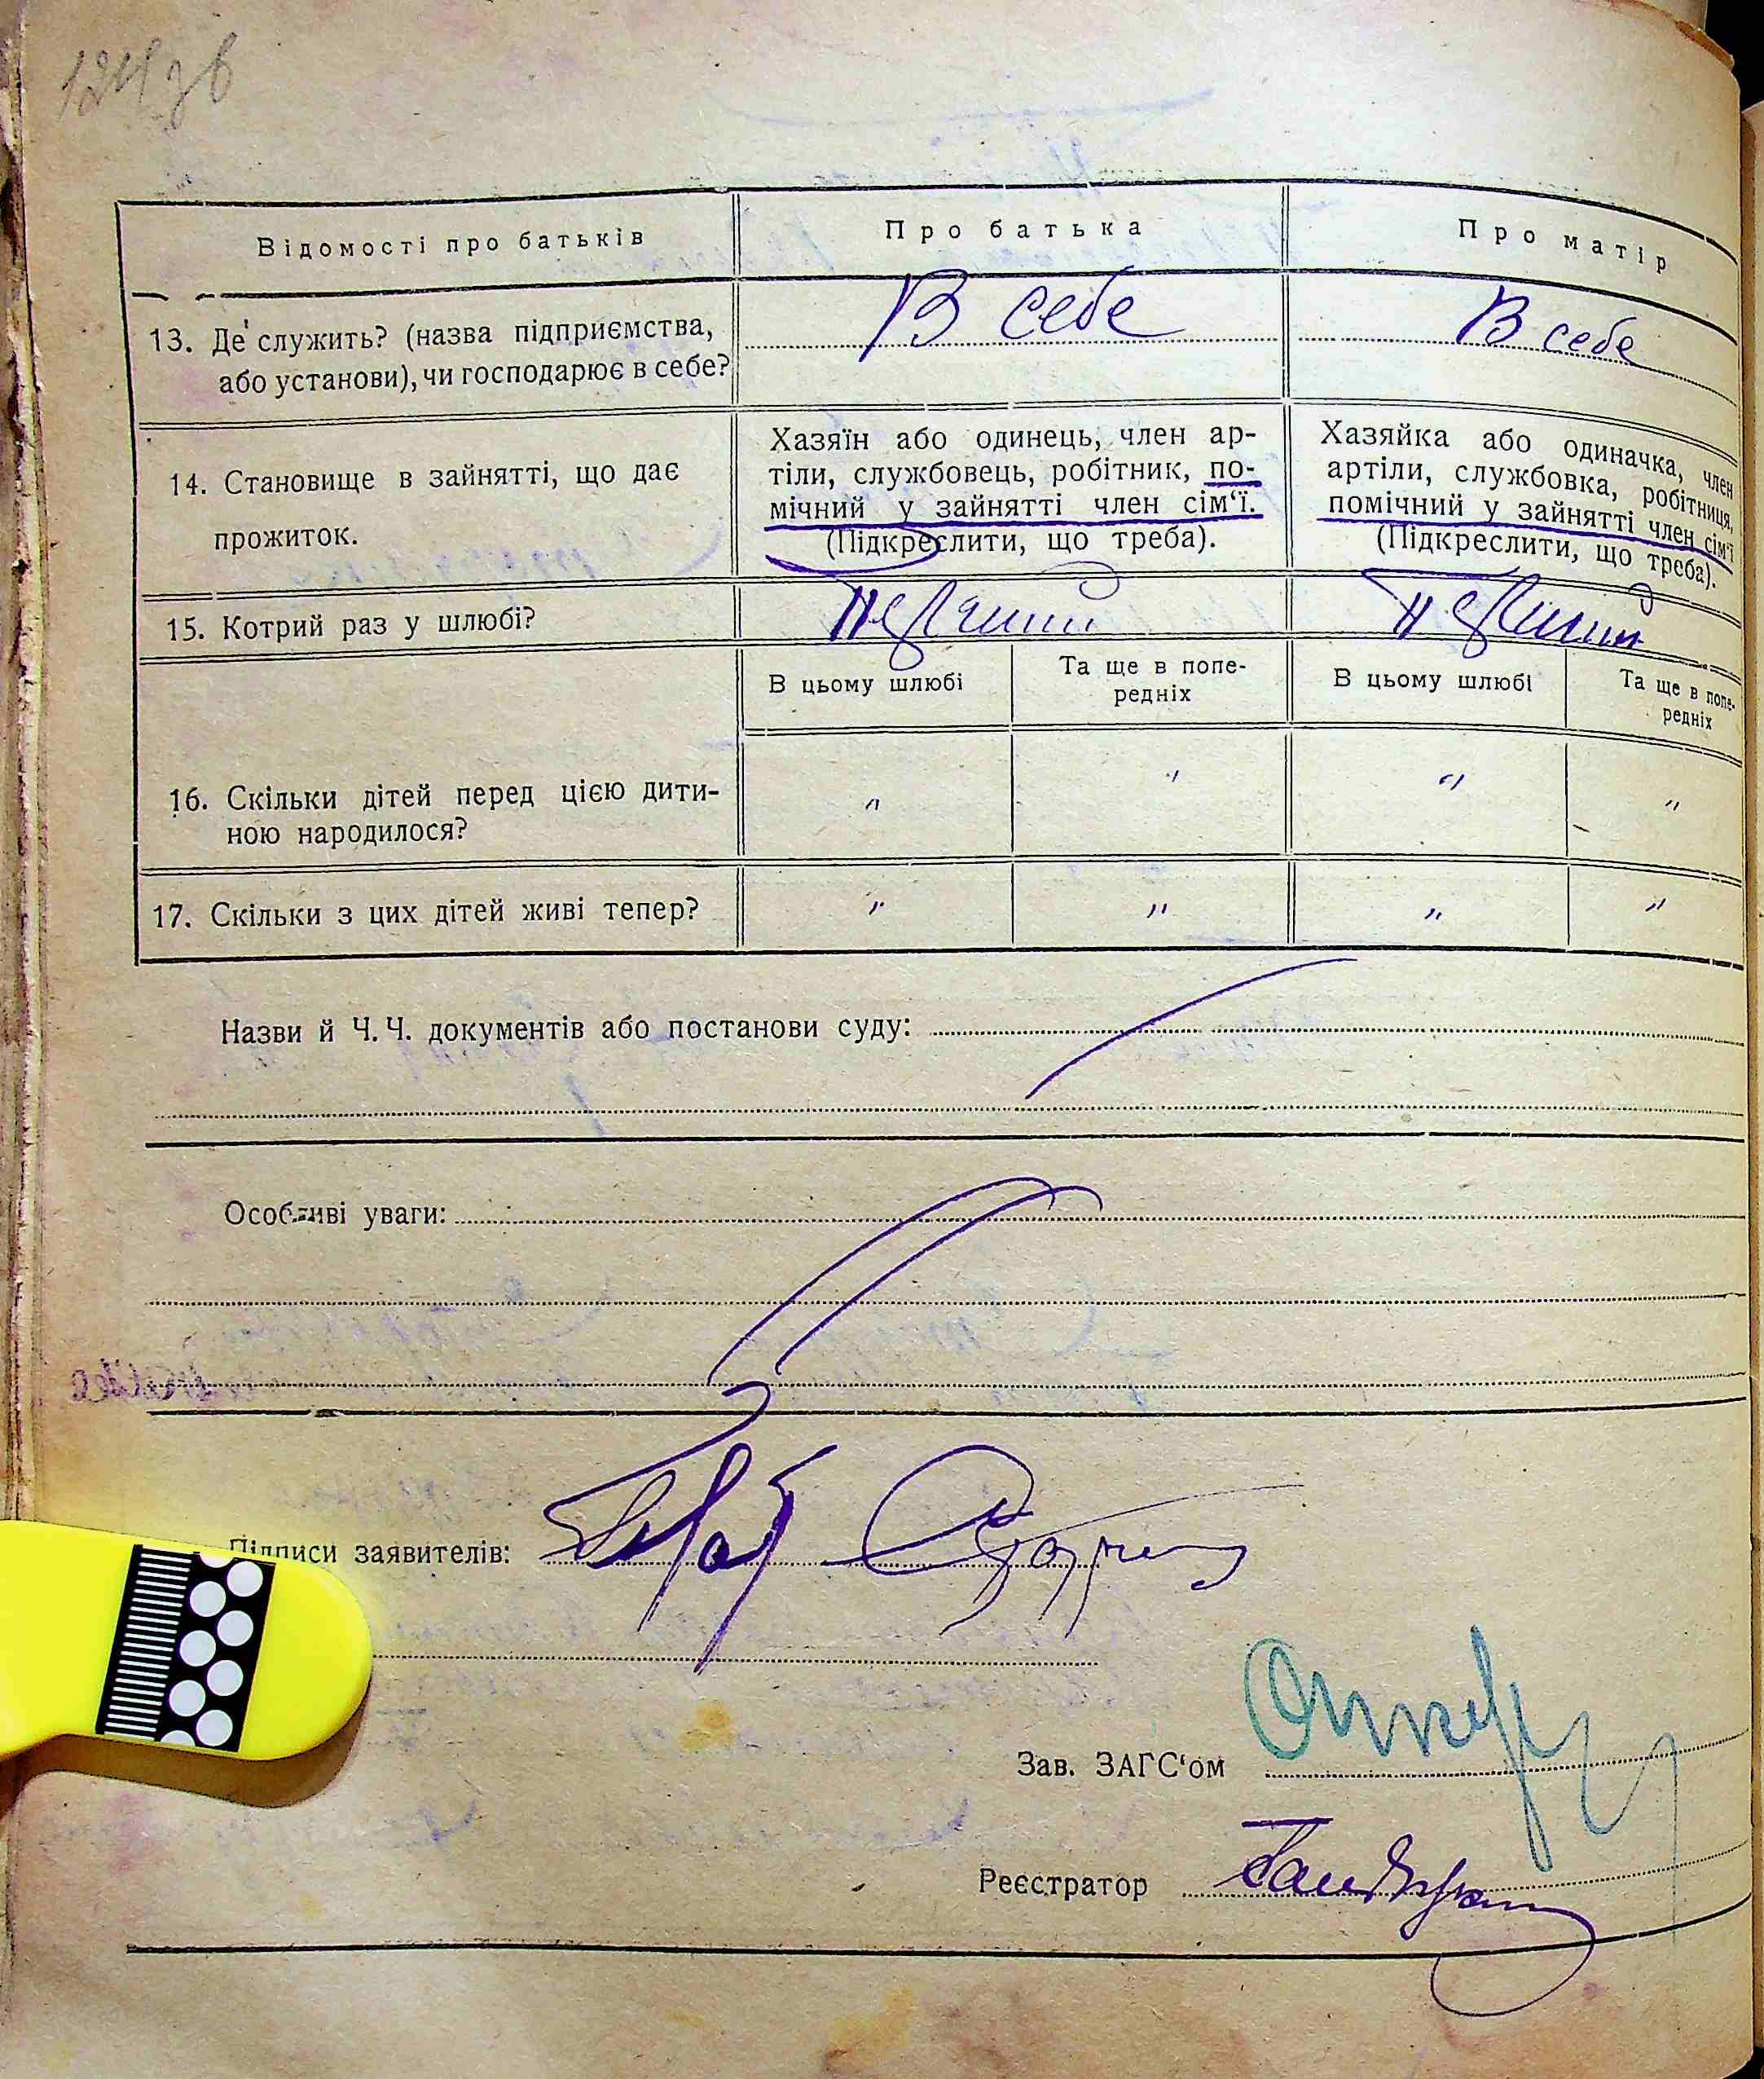 124 зв
Відомості про батьків
Про батька
Про матір
13. Де служить? (назва підприємства,
або установи), чи господарює в себе?
В себе
В себе
14. Становище в зайнятті, що дає
прожиток.
Хазяїн або одинець, член ар-
тіли, службовець, робітник, по-
мічний у зайнятті член сім‘ї.
(Підкреслити, що треба).
Хазяйка або одиначка, член
артіли, службовка, робітниця,
помічний у зайнятті член сім‘ї
(Підкреслити, що треба).
15. Котрий раз у шлюбі?
Перший
Перший
В цьому шлюбі
Та ще в попе-
редніх
В цьому шлюбі
Та ще в попе-
редніх
16. Скільки дітей перед цією дити-
ною народилося?
" " " "
17. Скільки з цих дітей живі тепер?
" " " "
Назви й Ч. Ч. документів або постанови суду:
Особливі уваги:
Підписи заявителів:
Зав. ЗАГС‘ом
Реєстратор